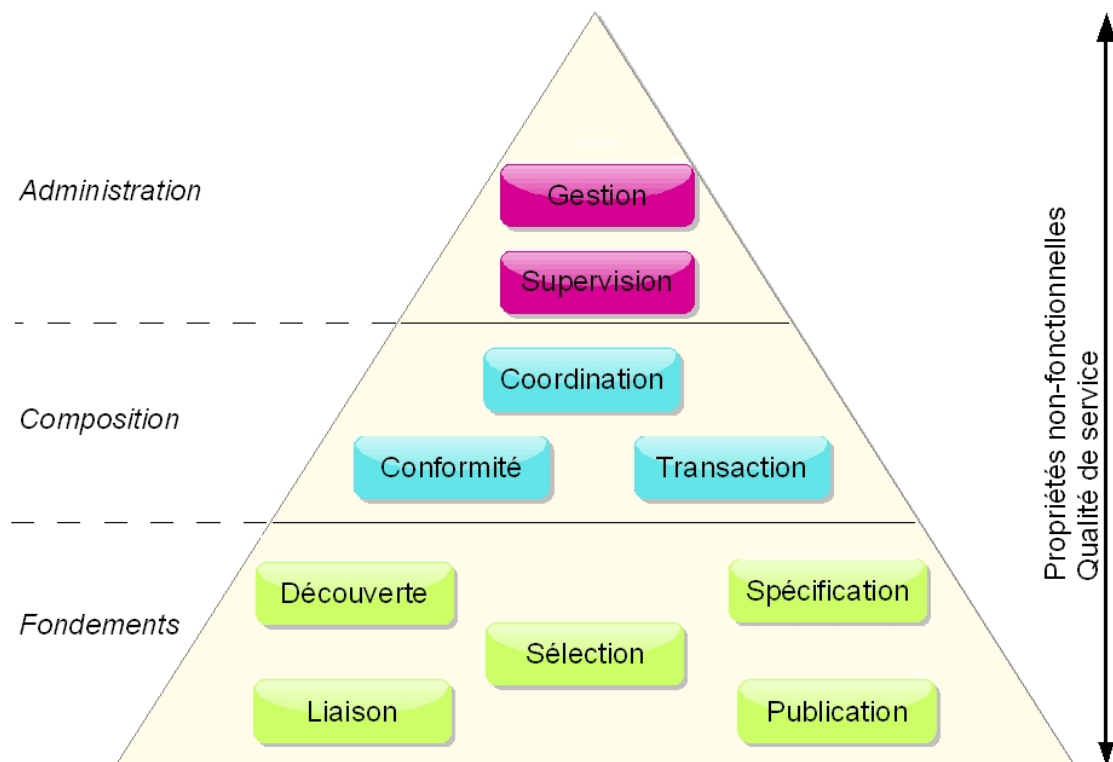 Administration
Gestion
Supervision
Composition
Coordination
Conformité
Transaction
Fondements
Découverte
Spécification
Sélection
Liaison
Publication
Propriétés non-fonctionnelles
Qualité de service